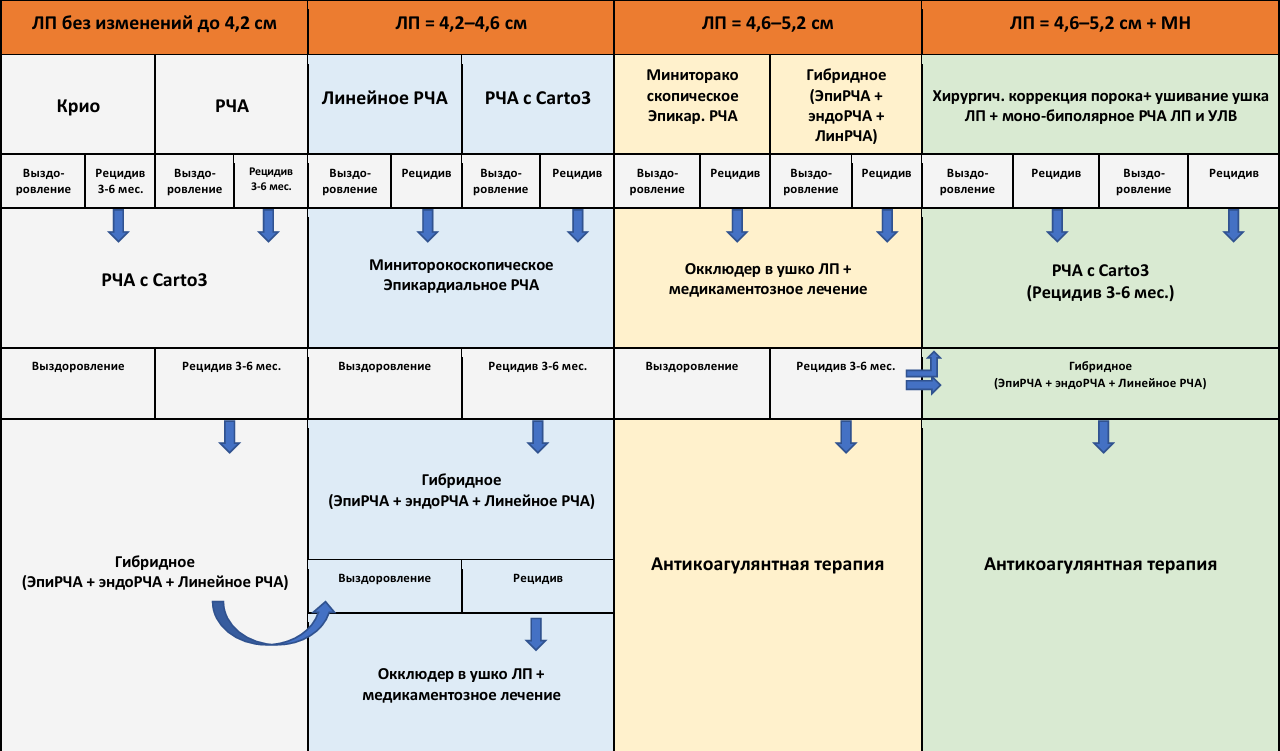 ЛП без изменений до 4,2 см
ЛП = 4,2–4,6 см
ЛП = 4,6–5,2 см
ЛП = 4,6–5,2 см + МН
Крио
РЧА
Линейное РЧА
РЧА с Carto3
Миниторако
скопическое
Эпикар. РЧА
Гибридное
(ЭпиРЧА +
эндоРЧА +
ЛинРЧА)
Хирургич. коррекция порока+ ушивание ушка
ЛП + моно-биполярное РЧА ЛП и УЛВ
Выздо-
ровление
Рецидив
3-6 мес.
Выздо-
ровление
Рецидив
3-6 мес.
Выздо-
ровление
Рецидив
Выздо-
ровление
Рецидив
Выздо-
ровление
Рецидив
Выздо-
ровление
Рецидив
Выздо-
ровление
Рецидив
Выздо-
ровление
Рецидив
РЧА с Carto3
Миниторокоскопическое
Эпикардиальное РЧА
Окклюдер в ушко ЛП +
медикаментозное лечение
РЧА с Carto3
(Рецидив 3-6 мес.)
Выздоровление
Рецидив 3-6 мес.
Выздоровление
Рецидив 3-6 мес.
Выздоровление
Рецидив 3-6 мес.
Гибридное
(ЭпиРЧА + эндоРЧА + Линейное РЧА)
Гибридное
(ЭпиРЧА + эндоРЧА + Линейное РЧА)
Гибридное
(ЭпиРЧА + эндоРЧА + Линейное РЧА)
Выздоровление
Рецидив
Окклюдер в ушко ЛП +
медикаментозное лечение
Антикоагулянтная терапия
Антикоагулянтная терапия